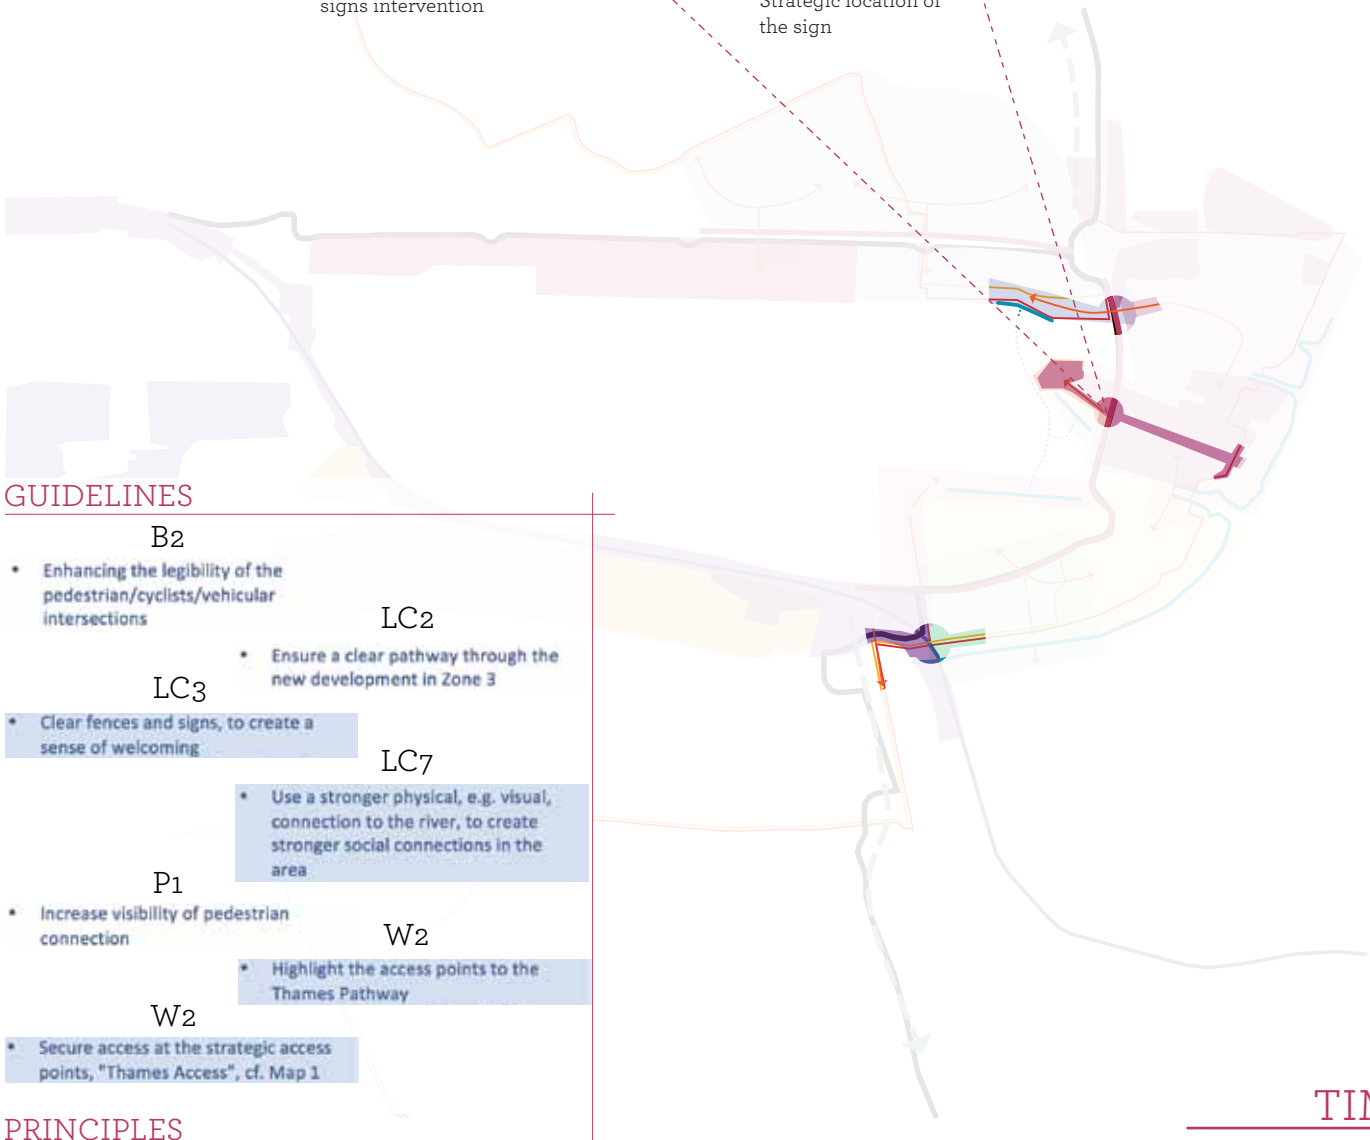 signs intervention
Strategic location of
the sign
GUIDELINES
B2
• Enhancing the legibility of the
pedestrian/cyclists/vehicular
intersections
LC2
• Ensure a clear pathway through the
new development in Zone 3
LC3
• Clear fences and signs, to create a
sense of welcoming
LC7
• Use a stronger physical, e.g. visual,
connection to the river, to create
stronger social connections in the
area
P1
• Increase visibility of pedestrian
connection
W2
• Highlight the access points to the
Thames Pathway
W2
• Secure access at the strategic access
points, "Thames Access", cf. Map 1
PRINCIPLES